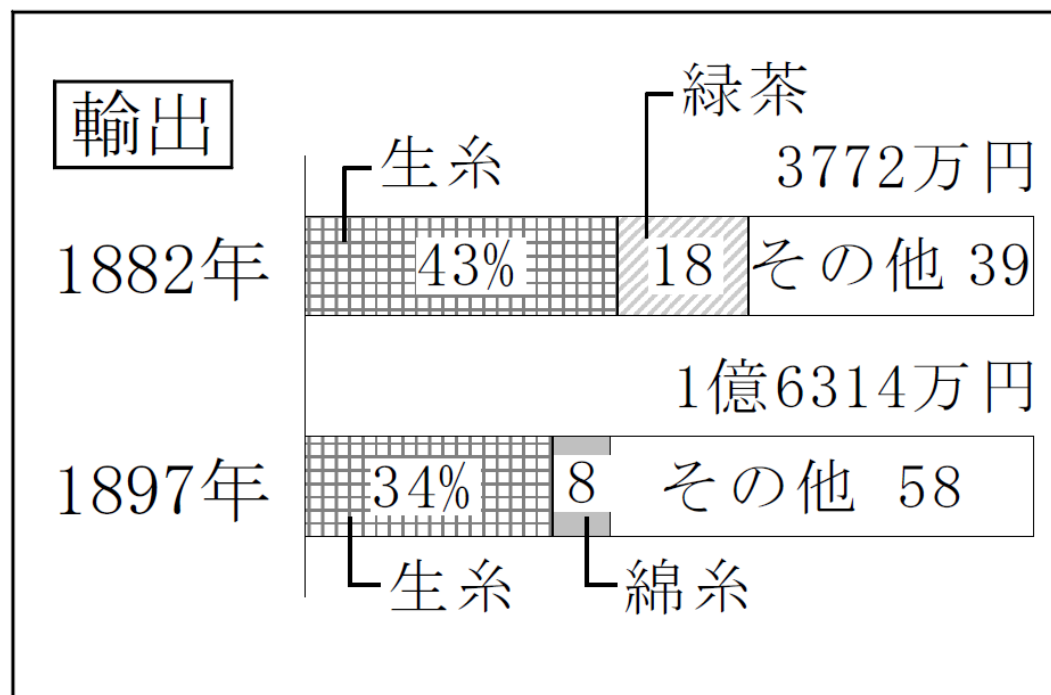 輸出
緑茶
生糸
3772万円
1882年
43%
18
その他 39
1億6314万円
1897年
34%
8
その他 58
生糸
綿糸